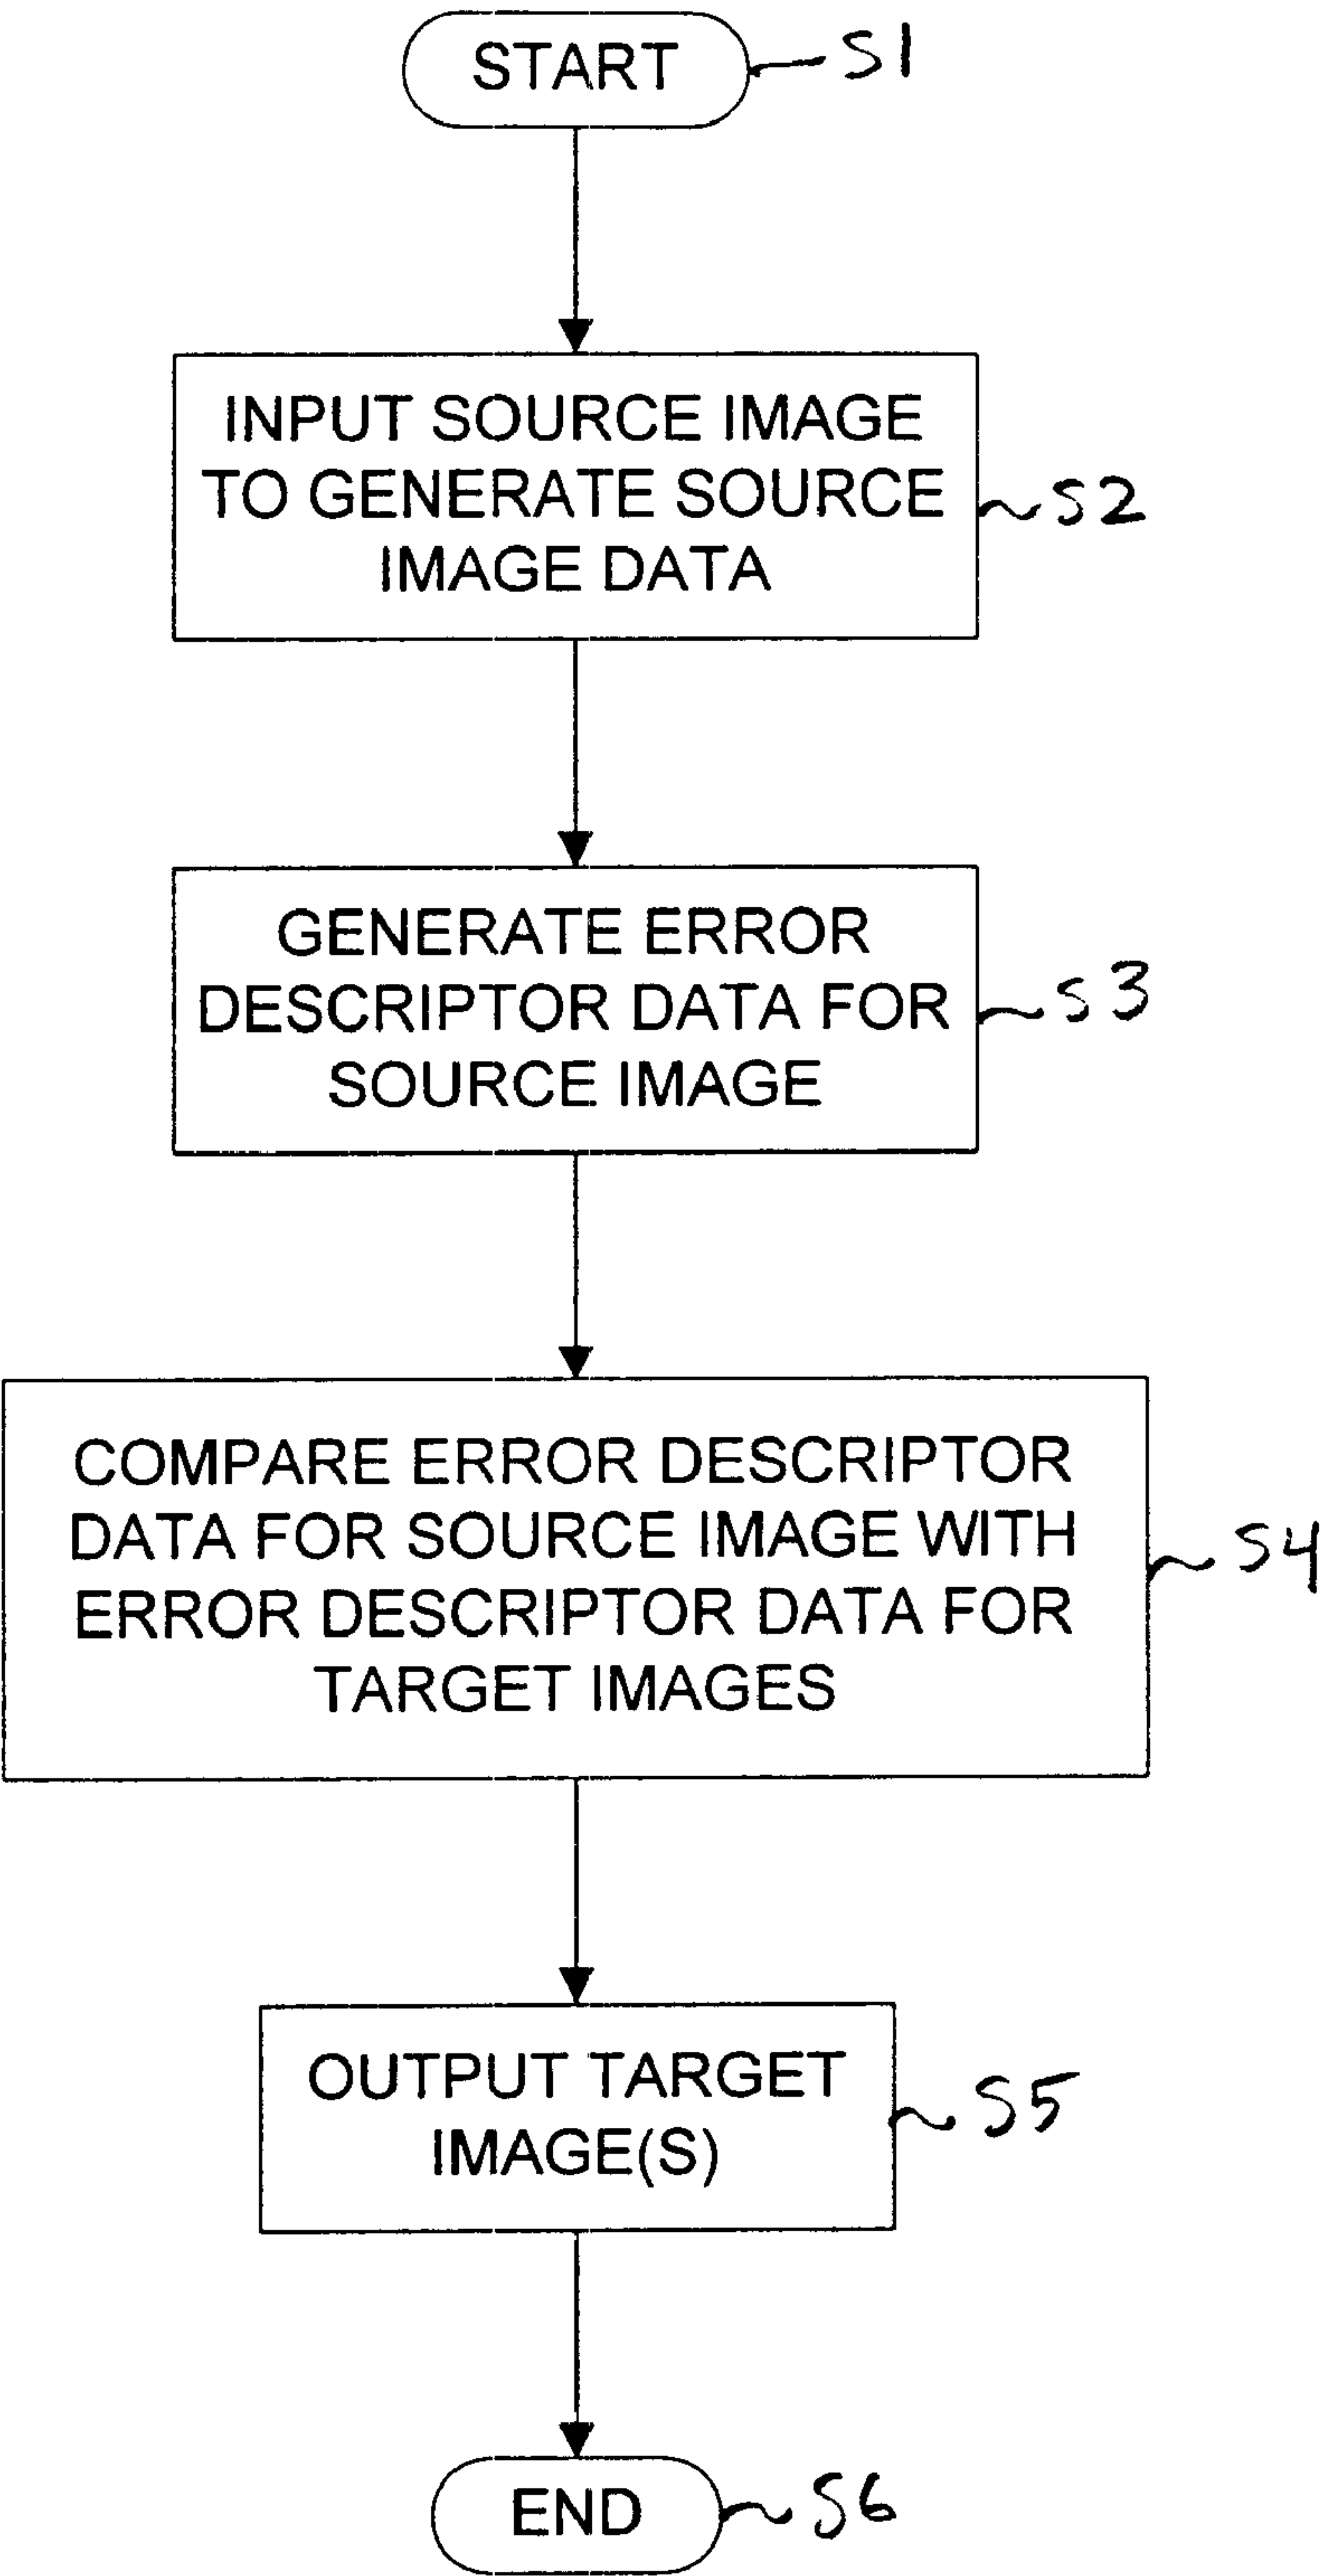 START
S1
INPUT SOURCE IMAGE
TO GENERATE SOURCE
IMAGE DATA
S2
GENERATE ERROR
DESCRIPTOR DATA FOR
SOURCE IMAGE
S3
COMPARE ERROR DESCRIPTOR
DATA FOR SOURCE IMAGE WITH
ERROR DESCRIPTOR DATA FOR
TARGET IMAGES
S4
OUTPUT TARGET
IMAGE(S)
S5
END
S6